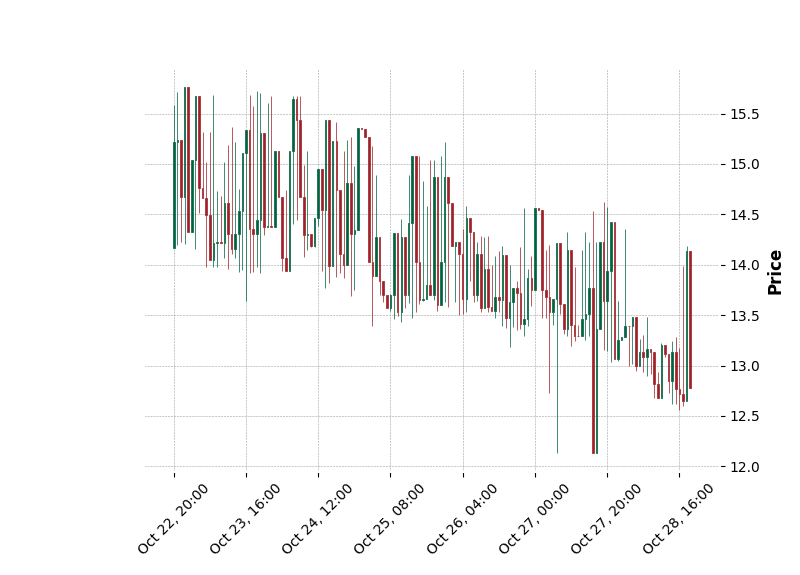 15.5
15.0
14.5
14.0
13.5
13.0
12.5
12.0
Price
Oct 22, 20:00
Oct 23, 16:00
Oct 24, 12:00
Oct 25, 08:00
Oct 26, 04:00
Oct 27, 00:00
Oct 27, 20:00
Oct 28, 16:00